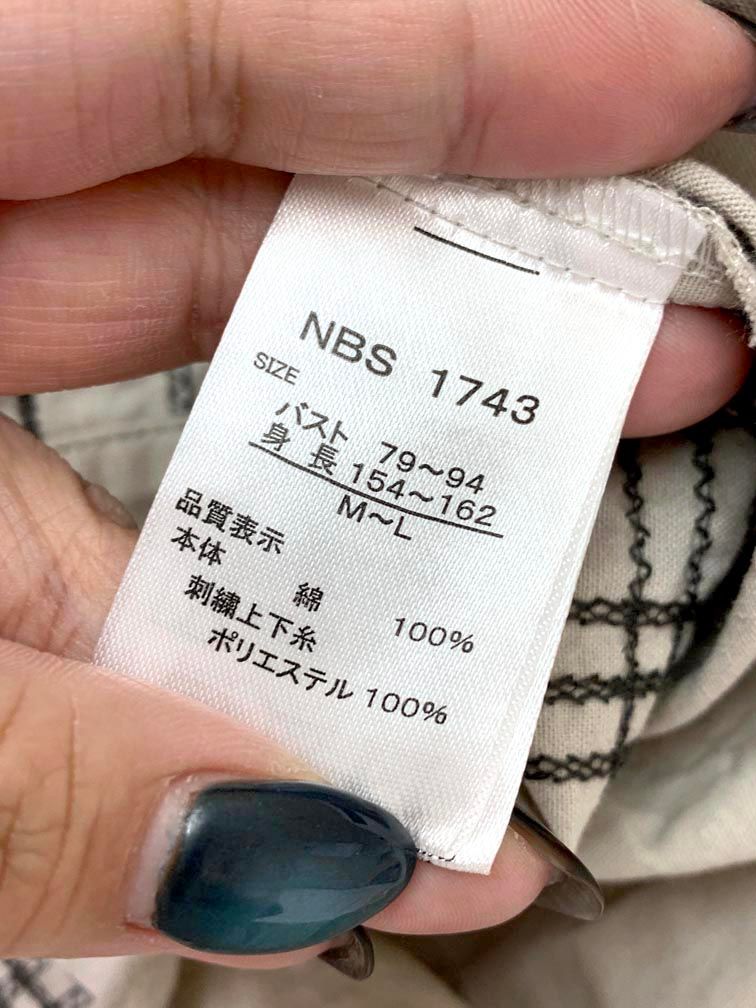 NBS 1743
SIZE
バスト 79～94
身長 154～162
M～L
品質表示
本体
綿 100%
刺繍上下糸
ポリエステル 100%